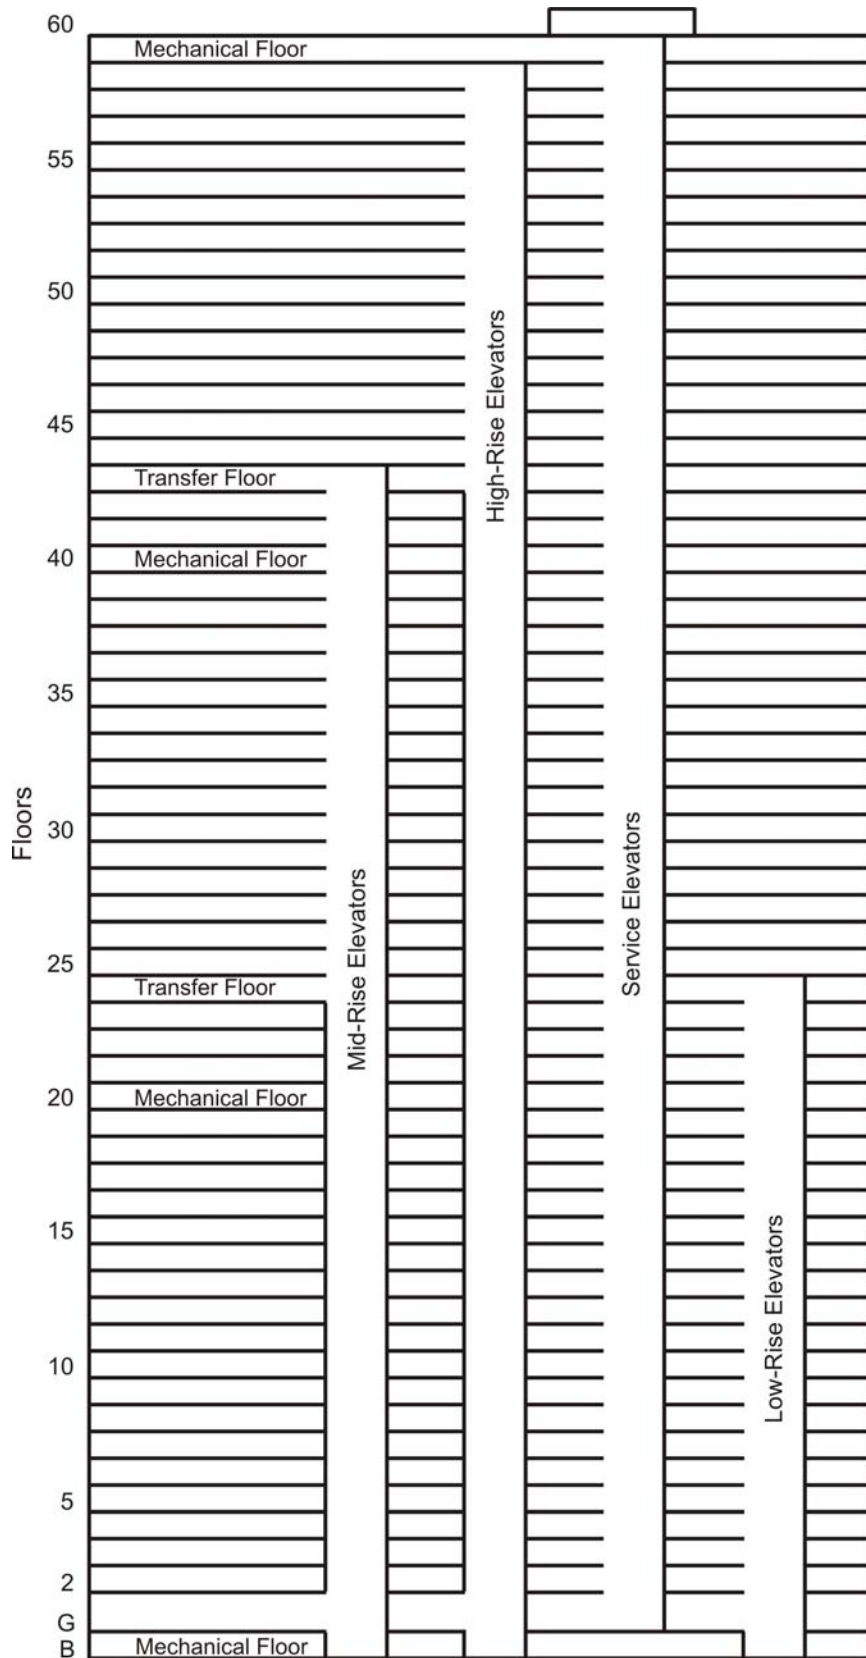 60
Mechanical Floor
55
50
High-Rise Elevators
45
Transfer Floor
40
Mechanical Floor
35
Floors
30
Service Elevators
Mid-Rise Elevators
25
Transfer Floor
20
Mechanical Floor
15
Low-Rise Elevators
10
5
2
G
B
Mechanical Floor